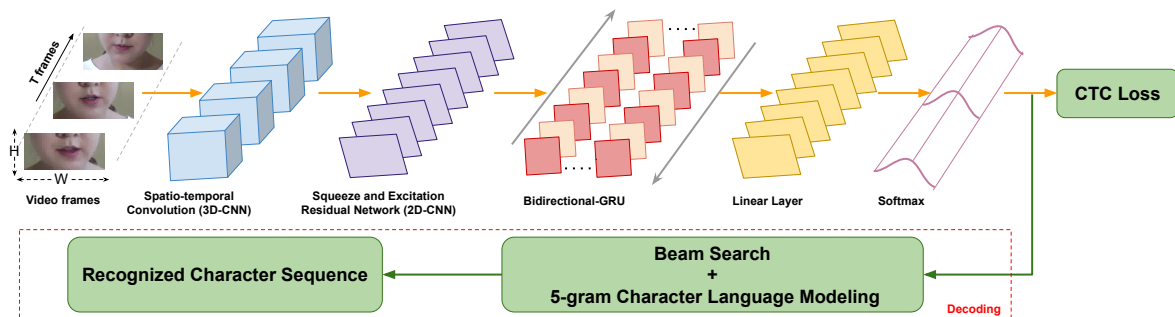 T frames
H
W
Video frames
Spatio-temporal
Convolution (3D-CNN)
Squeeze and Excitation
Residual Network (2D-CNN)
Bidirectional-GRU
Linear Layer
Softmax
CTC Loss
Recognized Character Sequence
Beam Search
+
5-gram Character Language Modeling
Decoding